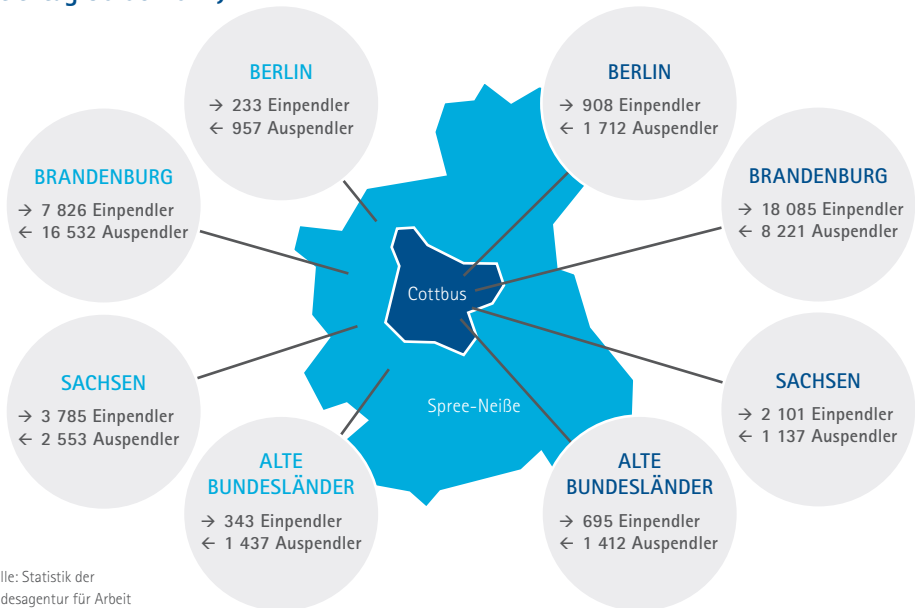 BERLIN
→ 233 Einpendler
← 957 Auspendler
BERLIN
→ 908 Einpendler
← 1 712 Auspendler
BRANDENBURG
→ 7 826 Einpendler
← 16 532 Auspendler
BRANDENBURG
→ 18 085 Einpendler
← 8 221 Auspendler
Cottbus
SACHSEN
→ 3 785 Einpendler
← 2 553 Auspendler
SACHSEN
→ 2 101 Einpendler
← 1 137 Auspendler
Spree-Neiße
ALTE
BUNDESLÄNDER
→ 343 Einpendler
← 1 437 Auspendler
ALTE
BUNDESLÄNDER
→ 695 Einpendler
← 1 412 Auspendler
lle: Statistik der
desagentur für Arbeit